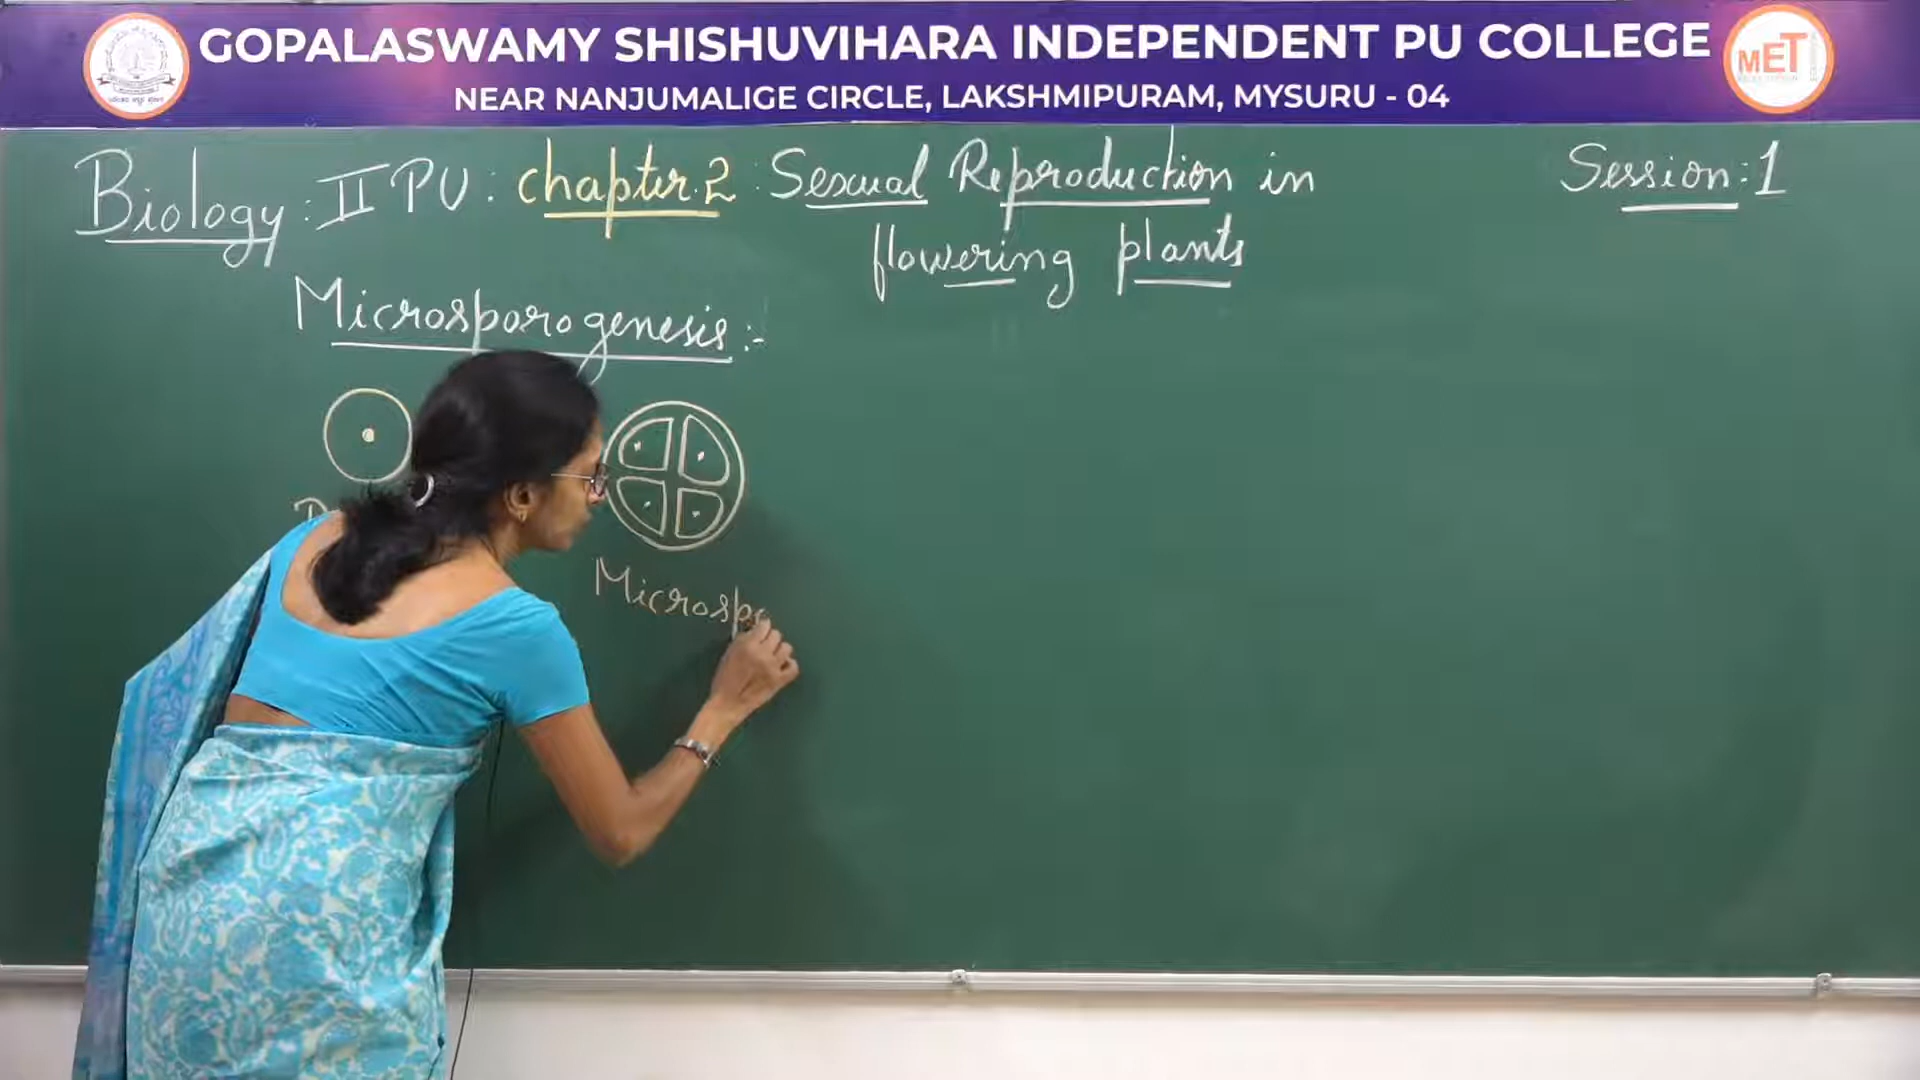 GOPALASWAMY SHISHUVIHARA INDEPENDENT PU COLLEGE
NEAR NANJUMALIGE CIRCLE, LAKSHMIPURAM, MYSURU - 04
MET
Biology : II PU : chapter.2 : Sexual Reproduction in
flowering plants
Session : 1
Microsporogenesis :-
Microspo